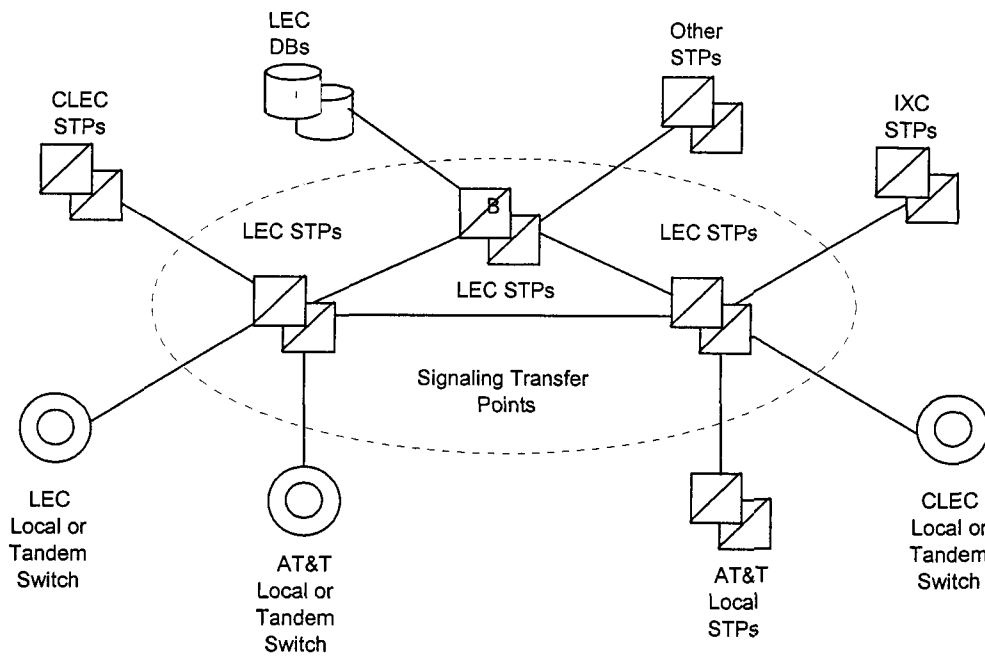 LEC
DBs
Other
STPs
CLEC
STPs
IXC
STPs
B
LEC STPs
LEC STPs
LEC STPs
Signaling Transfer
Points
LEC
Local or
Tandem
Switch
AT&T
Local or
Tandem
Switch
AT&T
Local
STPs
CLEC
Local or
Tandem
Switch